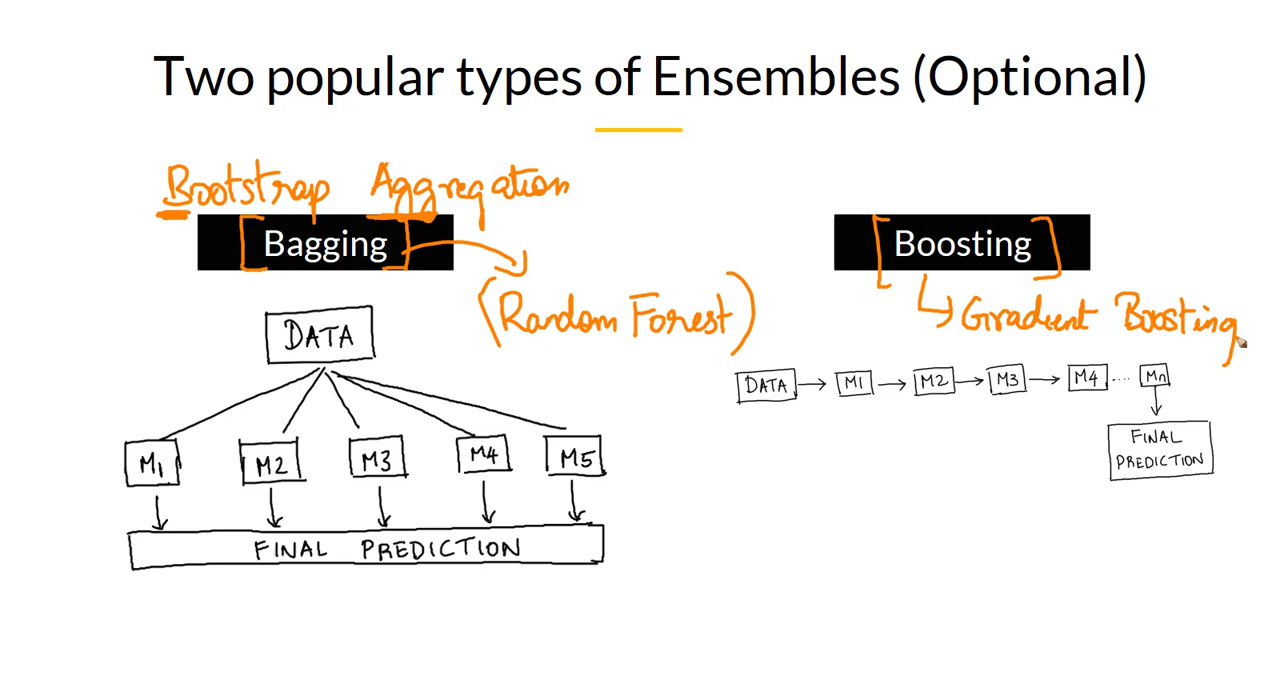 Two popular types of Ensembles (Optional)
Bootstrap Aggregation
Bagging
(Random Forest)
DATA
M1 M2 M3 M4 M5
FINAL PREDICTION
Boosting
Gradient Boosting
DATA M1 M2 M3 M4 .... Mn
FINAL
PREDICTION